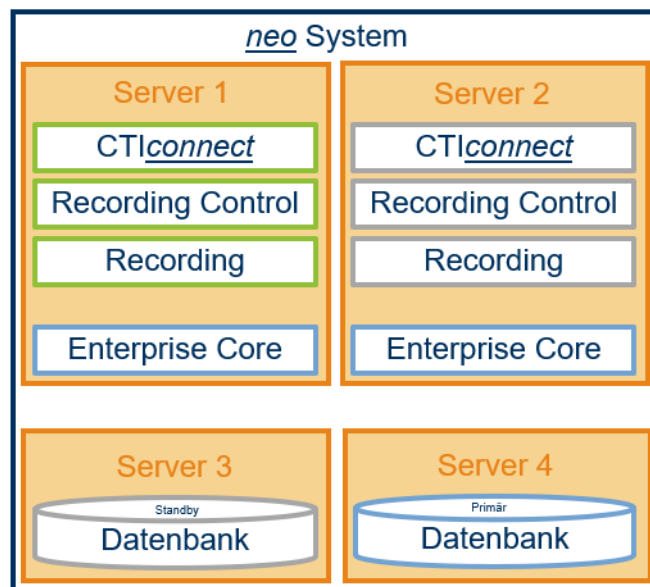 neo System
Server 1
CTIconnect
Recording Control
Recording
Enterprise Core
Server 2
CTIconnect
Recording Control
Recording
Enterprise Core
Server 3
Standby
Datenbank
Server 4
Primär
Datenbank